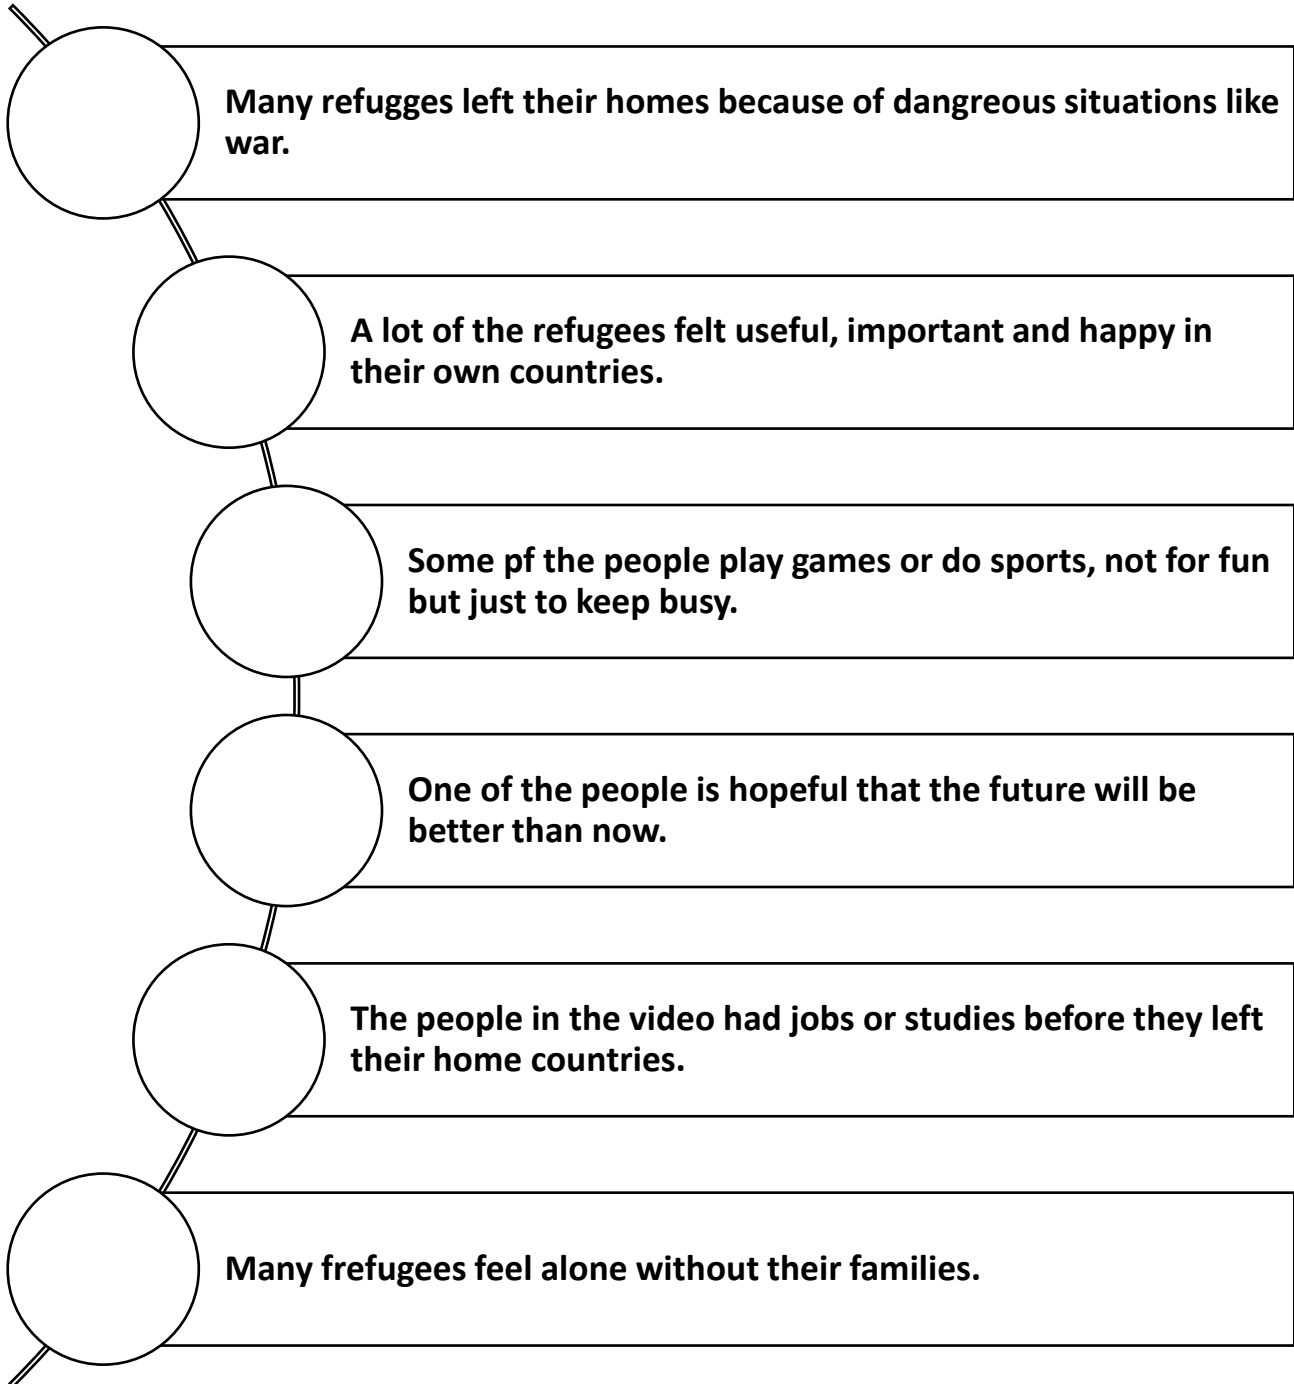 Many refugges left their homes because of dangreous situations like
war.
A lot of the refugees felt useful, important and happy in
their own countries.
Some pf the people play games or do sports, not for fun
but just to keep busy.
One of the people is hopeful that the future will be
better than now.
The people in the video had jobs or studies before they left
their home countries.
Many frefugees feel alone without their families.